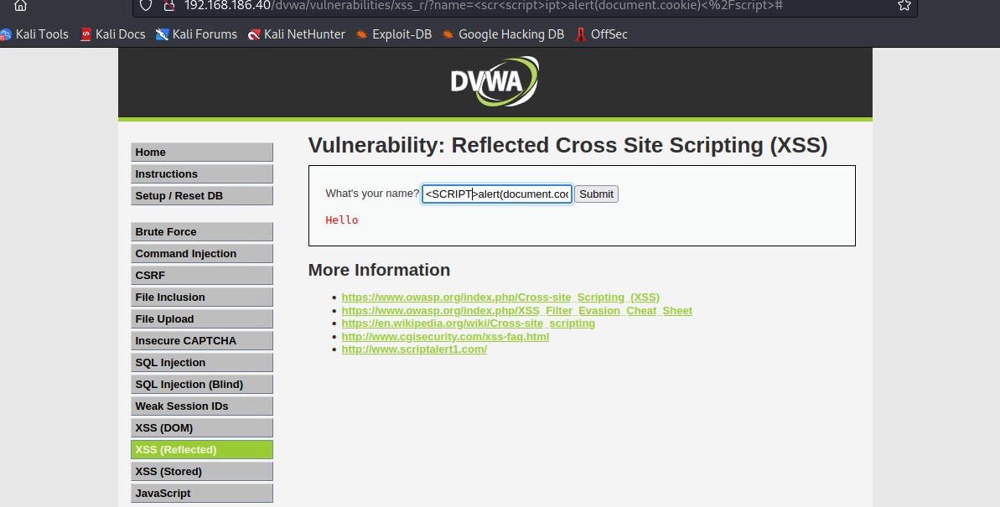 192.168.186.40/dvwa/vulnerabilities/xss_r/?name=<scr<script>ipt>alert(document.cookie)<%2Fscript>#
Kali Tools Kali Docs Kali Forums Kali NetHunter Exploit-DB Google Hacking DB OffSec
DVWA
Vulnerability: Reflected Cross Site Scripting (XSS)
What's your name? <SCRIPT>alert(document.coo Submit
Hello
More Information
https://www.owasp.org/index.php/Cross-site_Scripting_(XSS)
https://www.owasp.org/index.php/XSS_Filter_Evasion_Cheat_Sheet
https://en.wikipedia.org/wiki/Cross-site_scripting
http://www.cgisecurity.com/xss-faq.html
http://www.scriptalert1.com/
Home
Instructions
Setup / Reset DB
Brute Force
Command Injection
CSRF
File Inclusion
File Upload
Insecure CAPTCHA
SQL Injection
SQL Injection (Blind)
Weak Session IDs
XSS (DOM)
XSS (Reflected)
XSS (Stored)
JavaScript